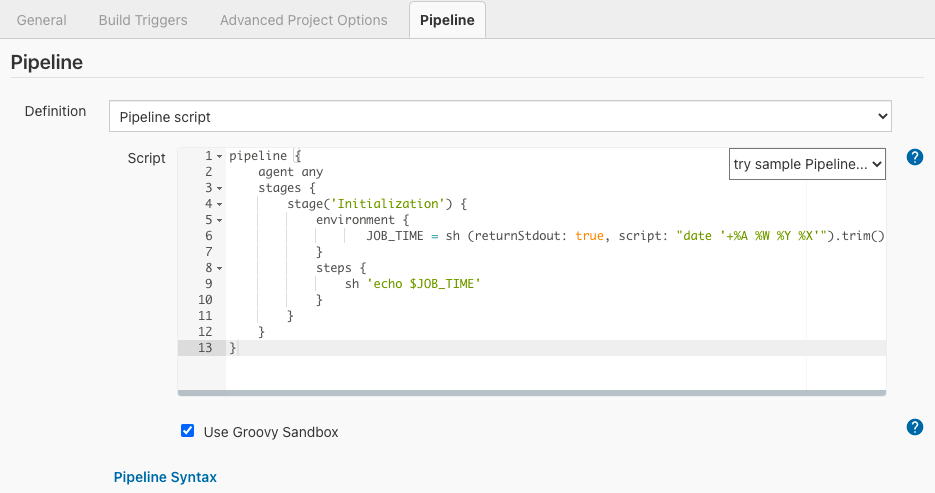 General Build Triggers Advanced Project Options Pipeline
Pipeline
Definition
Pipeline script
Script
try sample Pipeline...
1 pipeline {
2     agent any
3     stages {
4         stage('Initialization') {
5             environment {
6                    JOB_TIME = sh (returnStdout: true, script: "date '+%A %W %Y %X'").trim()
7             }
8             steps {
9                 sh 'echo $JOB_TIME'
10             }
11         }
12     }
13 }
Use Groovy Sandbox
Pipeline Syntax